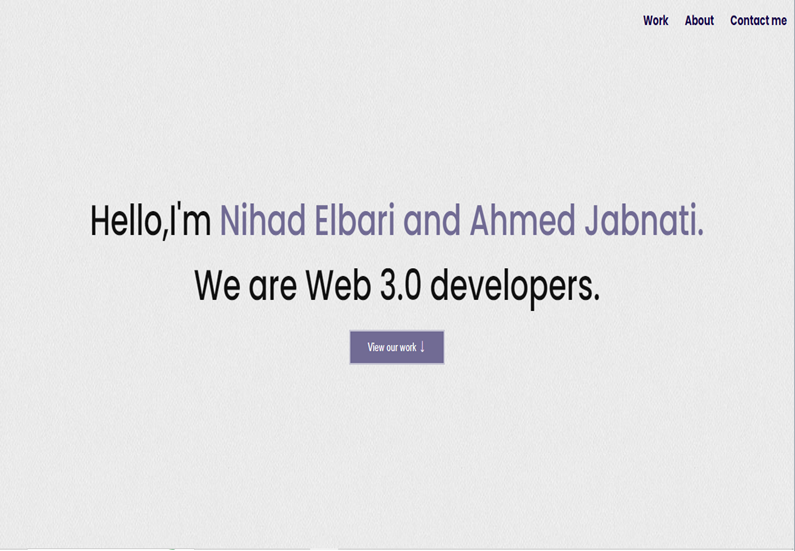 Work About Contact me
Hello,I'm Nihad Elbari and Ahmed Jabnati.
We are Web 3.0 developers.
View our work ↓